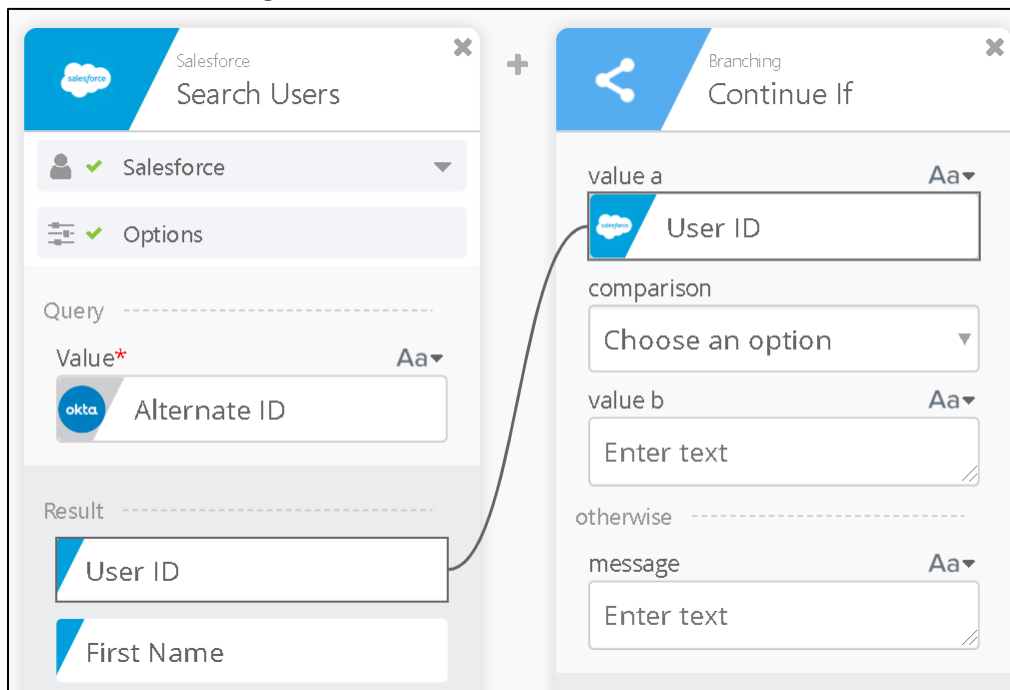 Salesforce
Search Users
salesforce
Salesforce
Options
Query
Value*
Aa
okta
Alternate ID
Result
User ID
First Name
Branching
Continue If
value a
Aa
salesforce
User ID
comparison
Choose an option
value b
Aa
Enter text
otherwise
message
Aa
Enter text